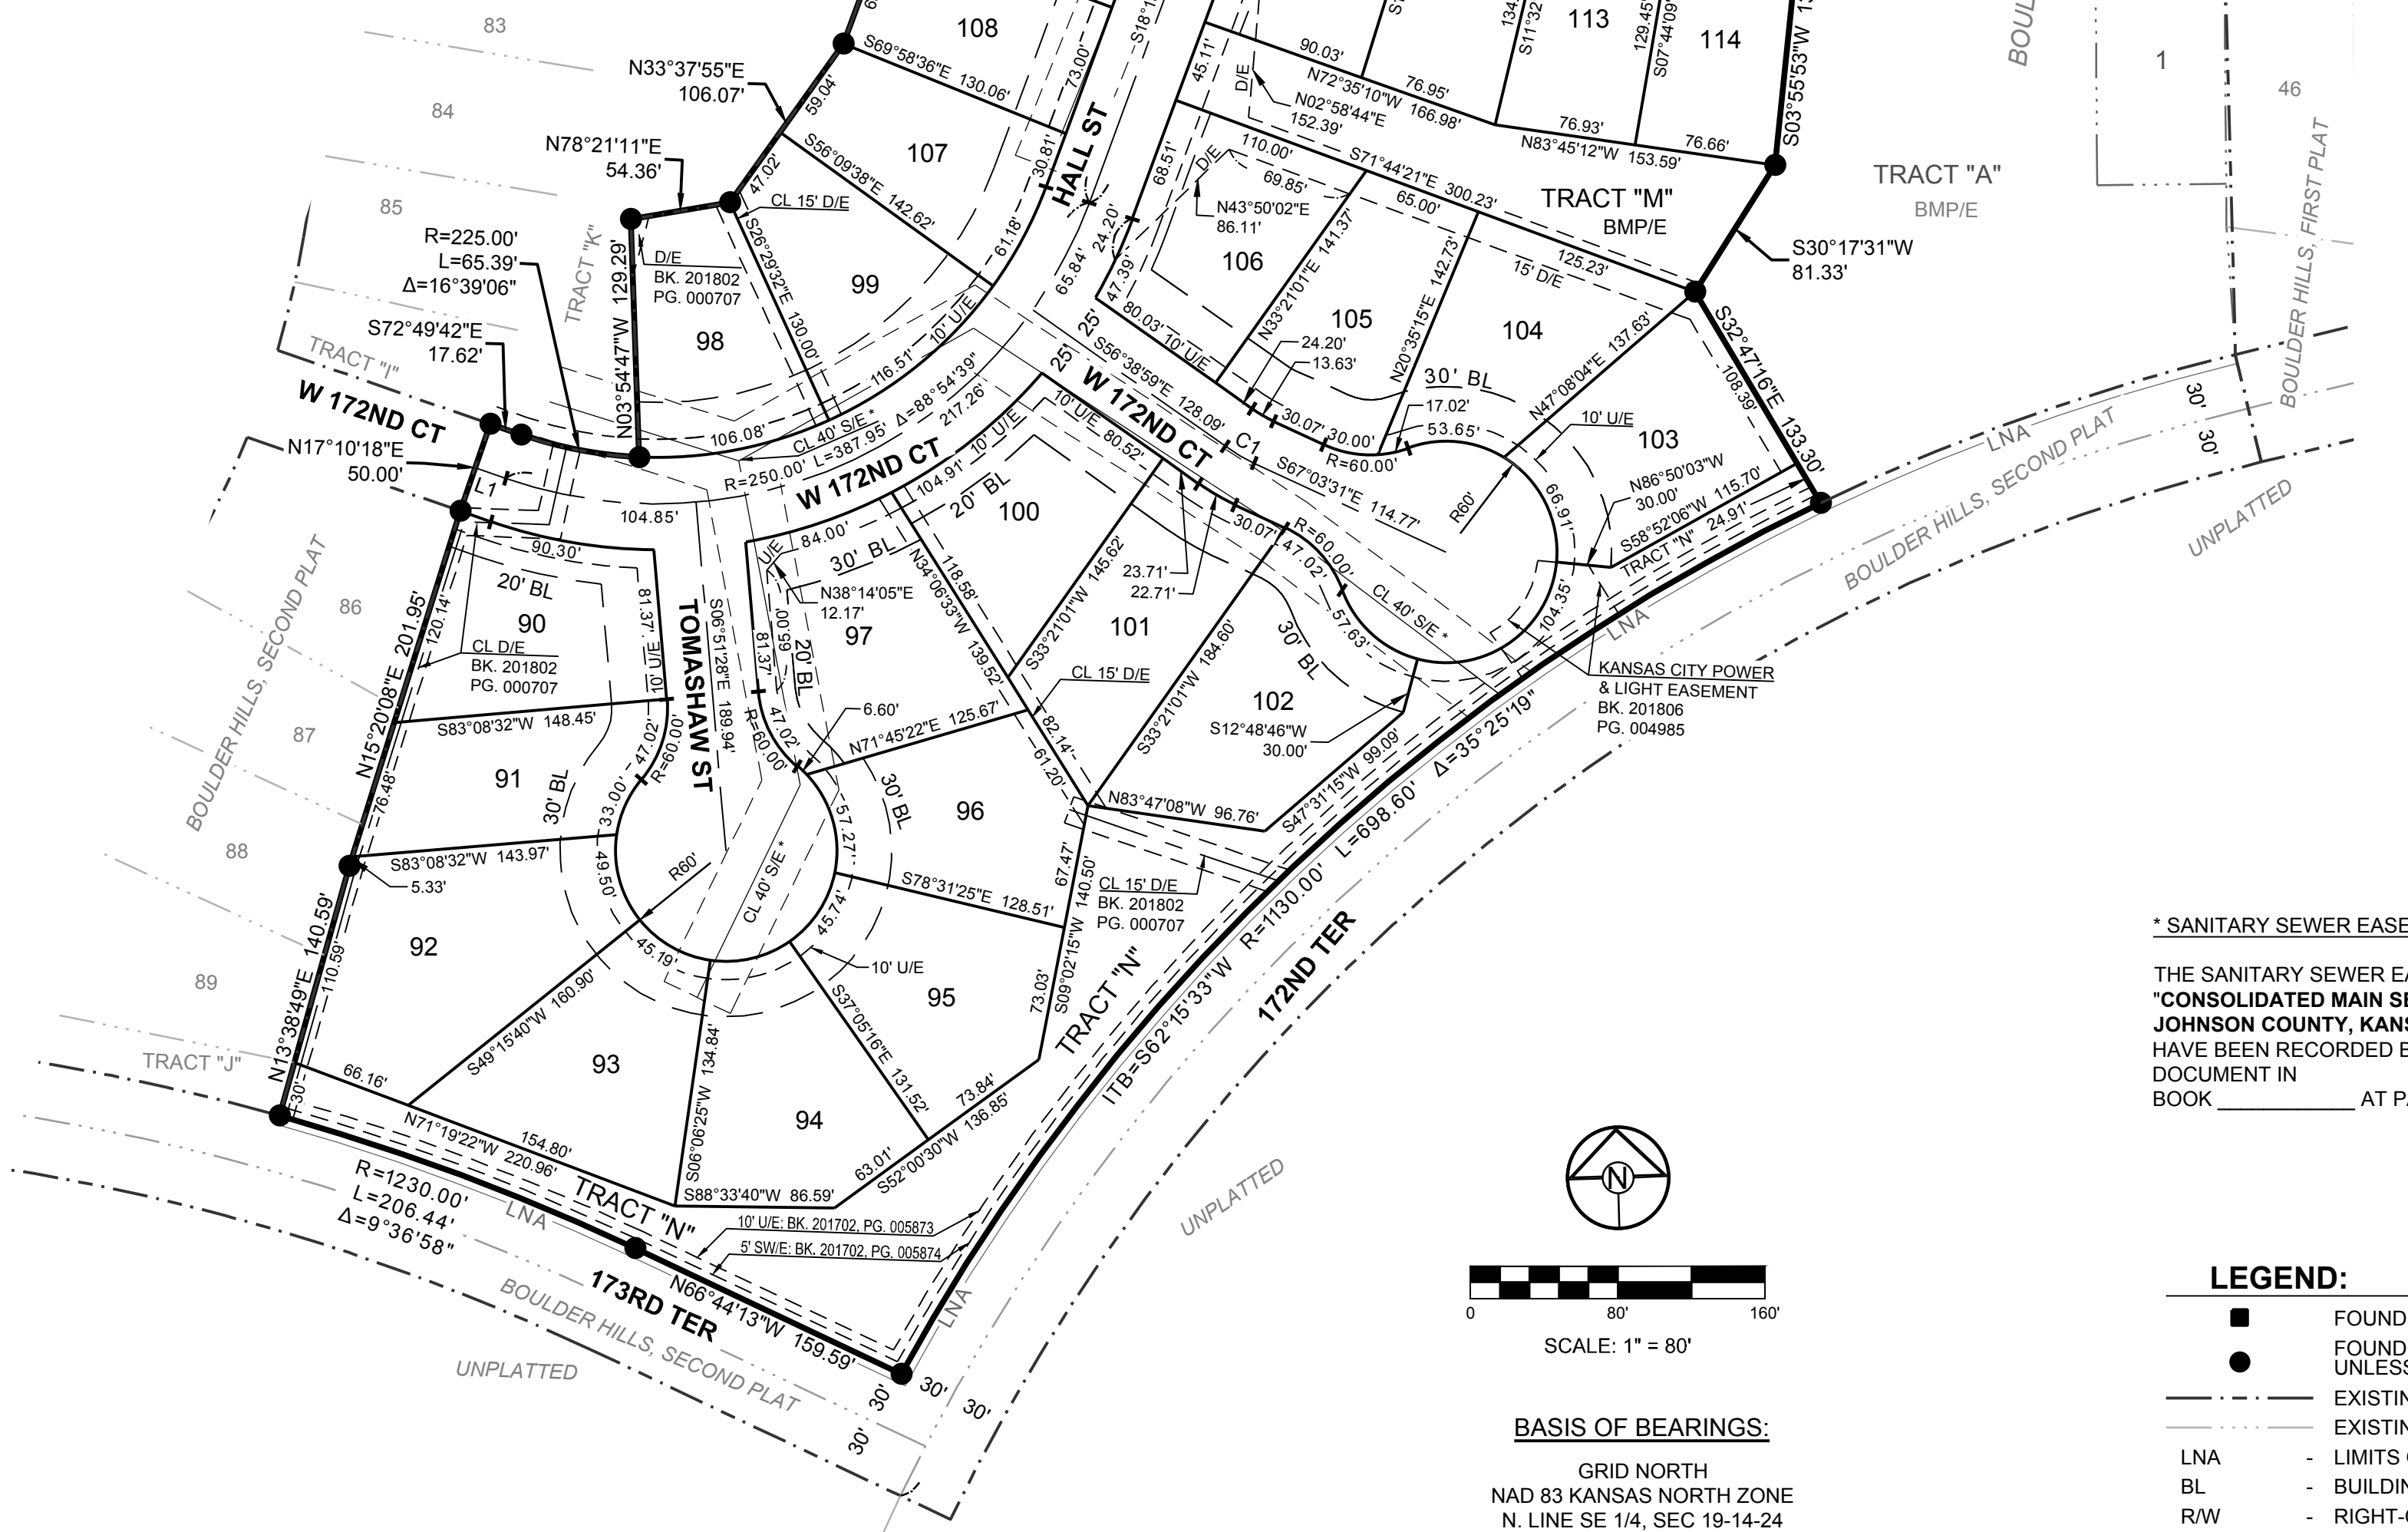 83
84
85
86
87
88
89
TRACT "J"
TRACT "I"
TRACT "K"
BOULDER HILLS, SECOND PLAT
108
S69°58'36"E 130.06'
73.00'
N33°37'55"E
106.07'
59.04'
107
S56°09'38"E 142.62'
30.81'
HALL ST
N78°21'11"E
54.36'
47.02'
CL 15' D/E
S26°29'32"E 130.00'
99
61.18'
10' U/E
116.51'
R=225.00'
L=65.39'
Δ=16°39'06"
S72°49'42"E
17.62'
N03°54'47"W 129.29'
D/E
BK. 201802
PG. 000707
98
106.08'
CL 40' S/E *
R=250.00' L=387.95' Δ=88°54'39"
217.26'
W 172ND CT
W 172ND CT
W 172ND CT
N17°10'18"E
50.00'
L1
104.85'
90.30'
20' BL
90
81.37'
10' U/E
CL D/E
BK. 201802
PG. 000707
N15°20'08"E 201.95'
120.14'
76.48'
S83°08'32"W 148.45'
47.02'
R=60.00'
91
30' BL
33.00'
S83°08'32"W 143.97'
5.33'
49.50'
92
N13°38'49"E 140.59'
110.59'
30'
TOMASHAW ST
S06°51'28"E 189.94'
R60'
CL 40' S/E *
45.19'
S49°15'40"W 160.90'
66.16'
N71°19'22"W 220.96'
154.80'
93
S06°06'25"W 134.84'
94
S88°33'40"W 86.59'
63.01'
S52°00'30"W 136.85'
73.84'
S37°05'16"E 131.52'
95
10' U/E
45.74'
S78°31'25"E 128.51'
73.03'
S09°02'15"W 140.50'
67.47'
96
57.27'
30' BL
N71°45'22"E 125.67'
6.60'
61.20'
82.14'
97
20' BL
81.37'
65.00'
47.02'
R=60.00'
U/E
84.00'
30' BL
N38°14'05"E
12.17'
N34°06'33"W 139.52'
118.58'
104.91'
10' U/E
20' BL
100
10' U/E
80.52'
25'
25'
S33°21'01"W 145.62'
101
23.71'
22.71'
CL 15' D/E
S33°21'01"W 184.60'
102
30.07'
47.02'
R=60.00'
57.63'
30' BL
S12°48'46"W
30.00'
S47°31'15"W 99.09'
N83°47'08"W 96.76'
CL 15' D/E
BK. 201802
PG. 000707
TRACT "N"
TRACT "N"
TRACT "N"
10' U/E: BK. 201702, PG. 005873
5' SW/E: BK. 201702, PG. 005874
R=1230.00'
L=206.44'
Δ=9°36'58"
LNA
LNA
LNA
LNA
173RD TER
N66°44'13"W 159.59'
BOULDER HILLS, SECOND PLAT
UNPLATTED
30'
30'
30'
30'
172ND TER
ITB=S62°15'33"W R=1130.00' L=698.60' Δ=35°25'19"
UNPLATTED
65.84'
45.11'
68.51'
24.20'
47.39'
80.03'
10' U/E
S56°38'59"E 128.09'
C1
S67°03'31"E 114.77'
CL 40' S/E *
D/E
90.03'
N72°35'10"W 166.98'
76.95'
N02°58'44"E
152.39'
113
114
S11°32
129.45'
S07°44'09"
76.93'
N83°45'12"W 153.59'
76.66'
S03°55'53"W
110.00'
S71°44'21"E 300.23'
D/E
69.85'
65.00'
125.23'
15' D/E
N43°50'02"E
86.11'
106
N33°21'01"E 141.37'
105
24.20'
13.63'
30.07'
30.00'
R=60.00'
N20°35'15"E 142.73'
104
30' BL
17.02'
53.65'
N47°08'04"E 137.63'
10' U/E
103
R60'
66.91'
104.35'
N86°50'03"W
30.00'
S58°52'06"W 115.70'
24.91'
108.39'
S32°47'16"E 133.30'
TRACT "M"
BMP/E
TRACT "A"
BMP/E
S30°17'31"W
81.33'
KANSAS CITY POWER
& LIGHT EASEMENT
BK. 201806
PG. 004985
BOUL
1
46
BOULDER HILLS, FIRST PLAT
30'
30'
BOULDER HILLS, SECOND PLAT
UNPLATTED
* SANITARY SEWER EASE
THE SANITARY SEWER EA
"CONSOLIDATED MAIN SE
JOHNSON COUNTY, KANS
HAVE BEEN RECORDED B
DOCUMENT IN
BOOK ____________ AT PA
N
0 80' 160'
SCALE: 1" = 80'
BASIS OF BEARINGS:
GRID NORTH
NAD 83 KANSAS NORTH ZONE
N. LINE SE 1/4, SEC 19-14-24
LEGEND:
FOUND
FOUND
UNLESS
EXISTIN
EXISTIN
LNA - LIMITS
BL - BUILDIN
R/W - RIGHT-